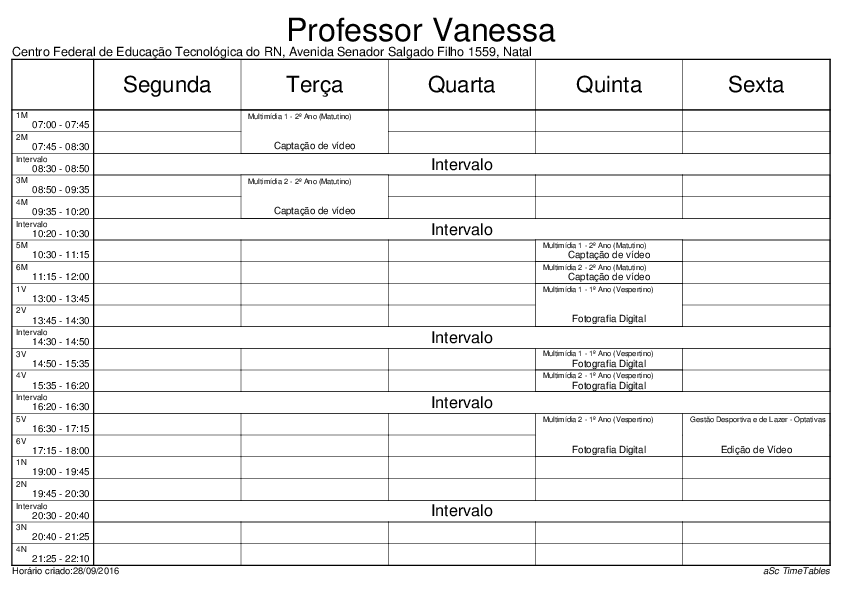 Professor Vanessa
Centro Federal de Educação Tecnológica do RN, Avenida Senador Salgado Filho 1559, Natal
Segunda Terça Quarta Quinta Sexta
1M
07:00 - 07:45
Multimídia 1 - 2º Ano (Matutino)
2M
07:45 - 08:30
Captação de vídeo
Intervalo
08:30 - 08:50
Intervalo
3M
08:50 - 09:35
Multimídia 2 - 2º Ano (Matutino)
4M
09:35 - 10:20
Captação de vídeo
Intervalo
10:20 - 10:30
Intervalo
5M
10:30 - 11:15
Multimídia 1 - 2º Ano (Matutino)
Captação de vídeo
6M
11:15 - 12:00
Multimídia 2 - 2º Ano (Matutino)
Captação de vídeo
1V
13:00 - 13:45
Multimídia 1 - 1º Ano (Vespertino)
2V
13:45 - 14:30
Fotografia Digital
Intervalo
14:30 - 14:50
Intervalo
3V
14:50 - 15:35
Multimídia 1 - 1º Ano (Vespertino)
Fotografia Digital
4V
15:35 - 16:20
Multimídia 2 - 1º Ano (Vespertino)
Fotografia Digital
Intervalo
16:20 - 16:30
Intervalo
5V
16:30 - 17:15
Multimídia 2 - 1º Ano (Vespertino)
Gestão Desportiva e de Lazer - Optativas
6V
17:15 - 18:00
Fotografia Digital
Edição de Vídeo
1N
19:00 - 19:45
2N
19:45 - 20:30
Intervalo
20:30 - 20:40
Intervalo
3N
20:40 - 21:25
4N
21:25 - 22:10
Horário criado:28/09/2016
aSc TimeTables